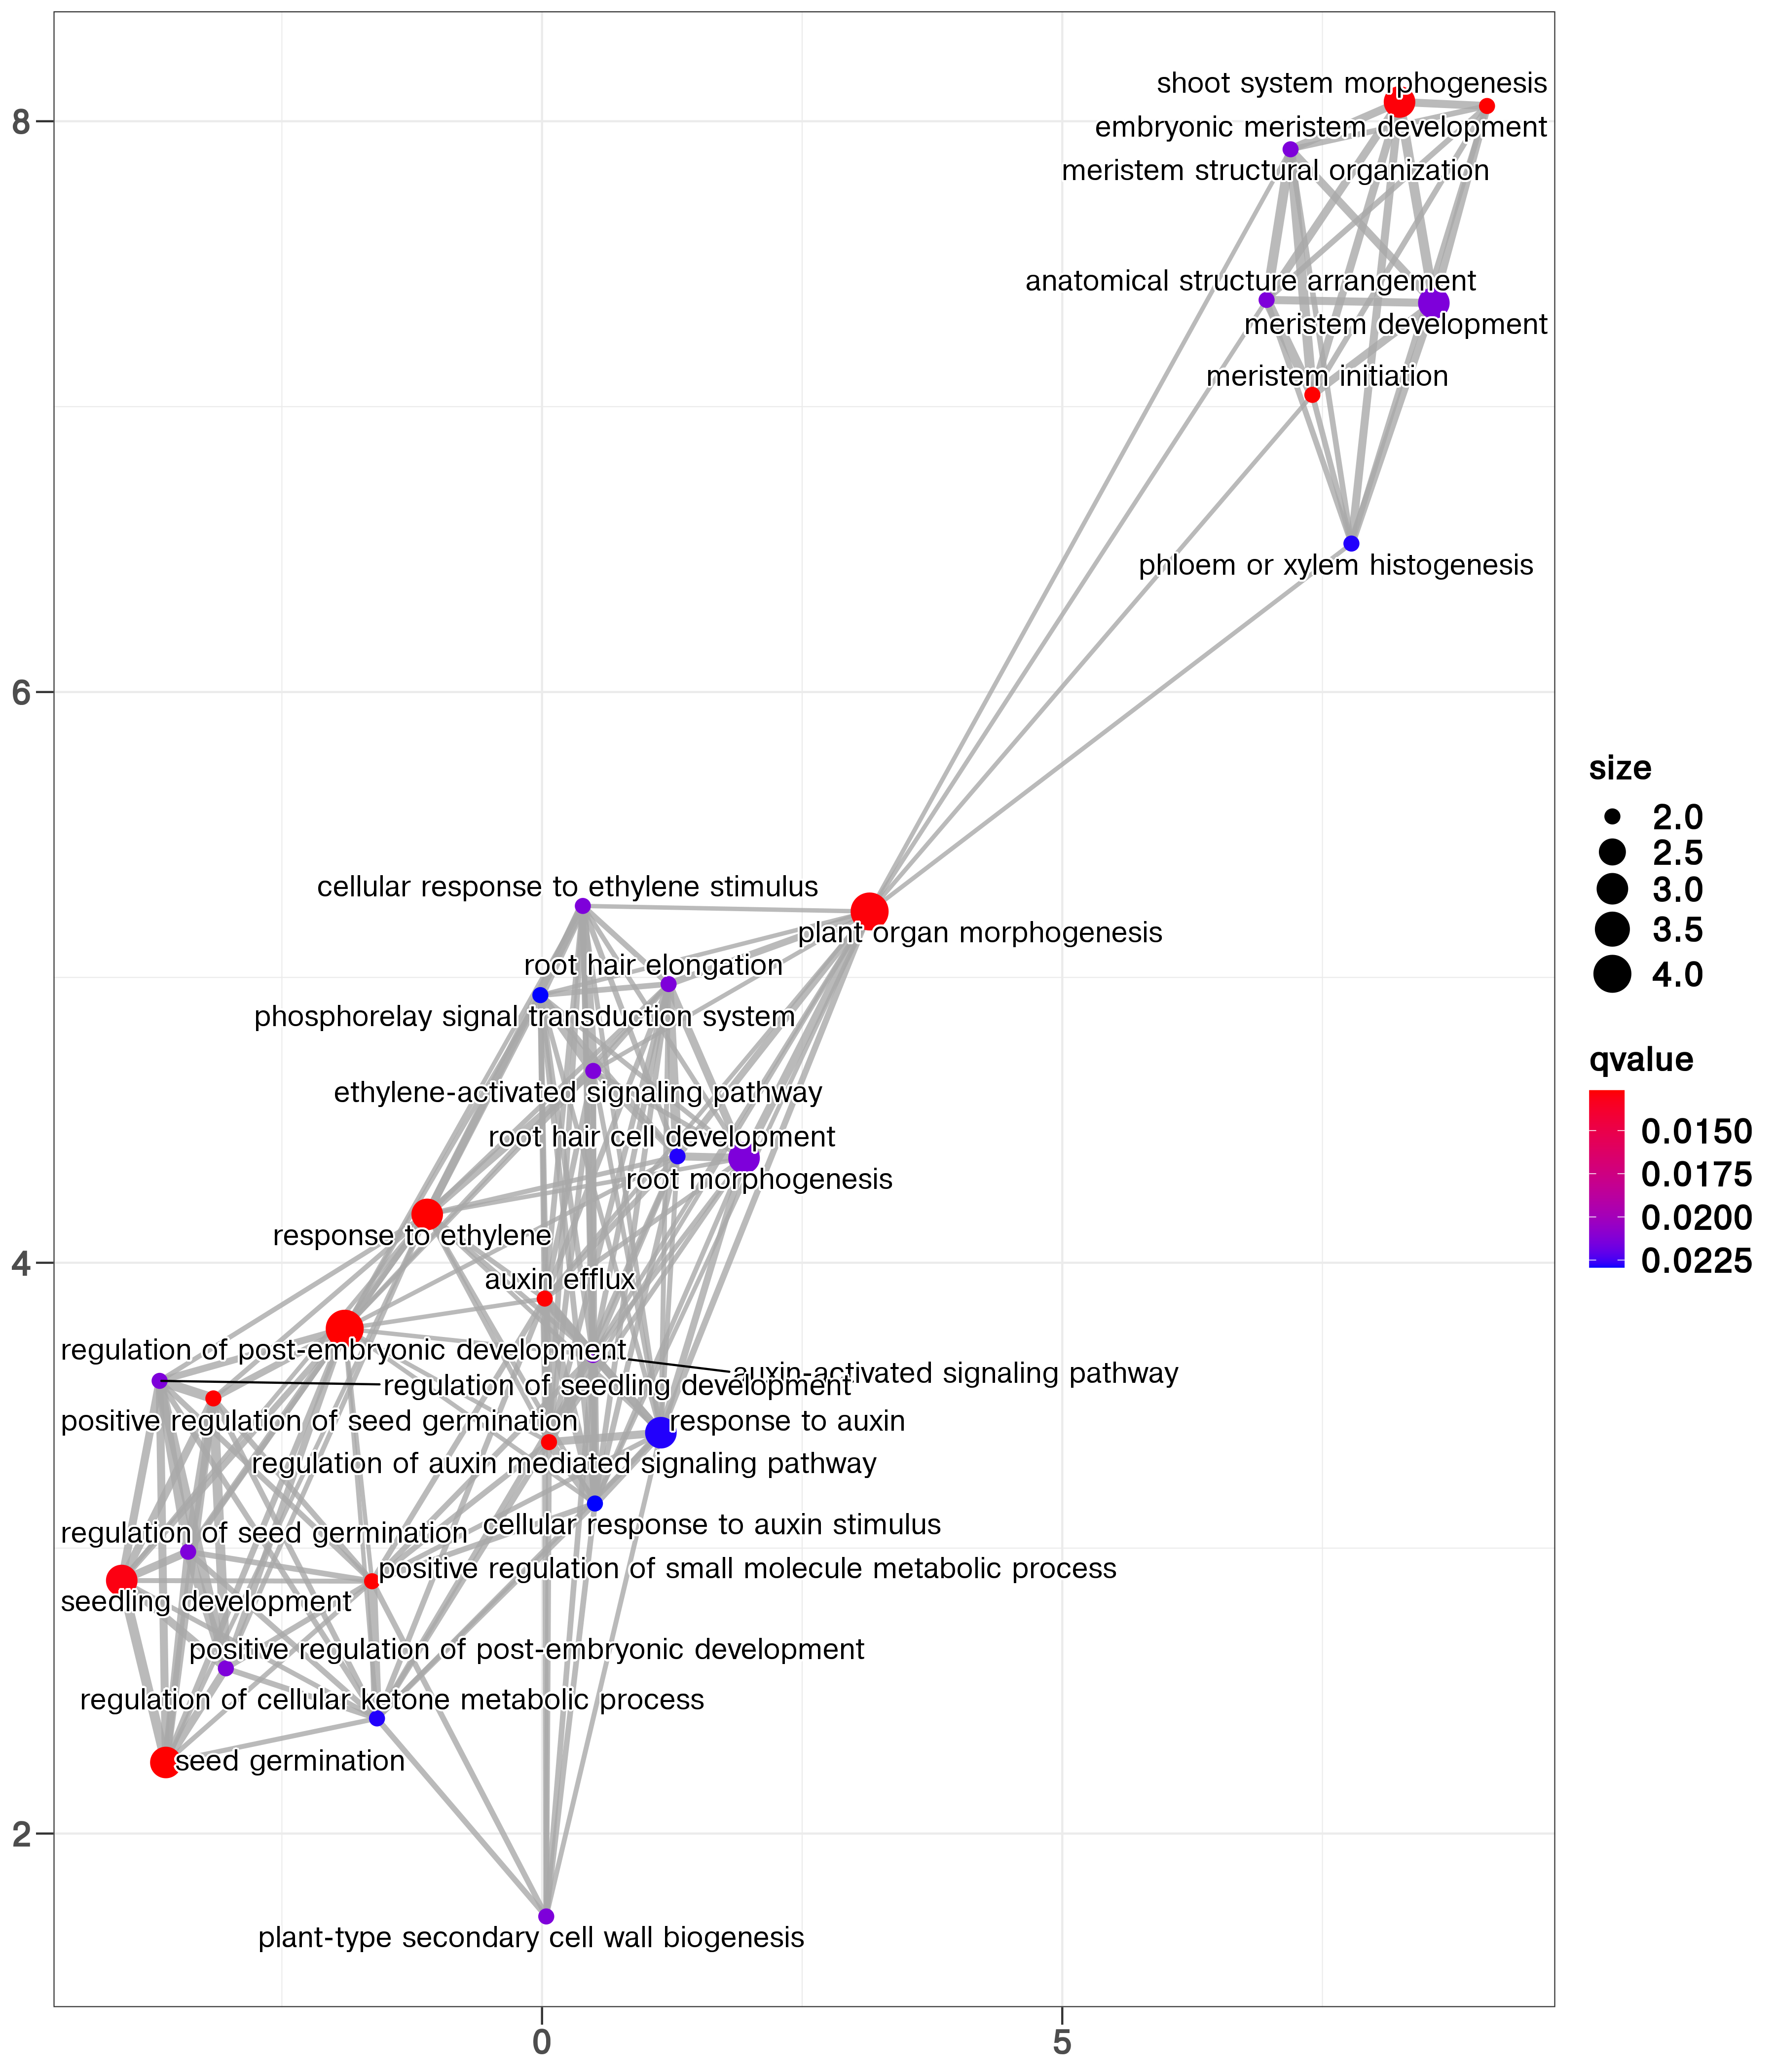 shoot system morphogenesis
embryonic meristem development
meristem structural organization
anatomical structure arrangement
meristem development
meristem initiation
phloem or xylem histogenesis
cellular response to ethylene stimulus
plant organ morphogenesis
root hair elongation
phosphorelay signal transduction system
ethylene-activated signaling pathway
root hair cell development
root morphogenesis
response to ethylene
auxin efflux
regulation of post-embryonic development
auxin-activated signaling pathway
regulation of seedling development
positive regulation of seed germination
response to auxin
regulation of auxin mediated signaling pathway
cellular response to auxin stimulus
regulation of seed germination
positive regulation of small molecule metabolic process
seedling development
positive regulation of post-embryonic development
regulation of cellular ketone metabolic process
seed germination
plant-type secondary cell wall biogenesis
8
6
4
2
0
5
size
2.0
2.5
3.0
3.5
4.0
qvalue
0.0150
0.0175
0.0200
0.0225